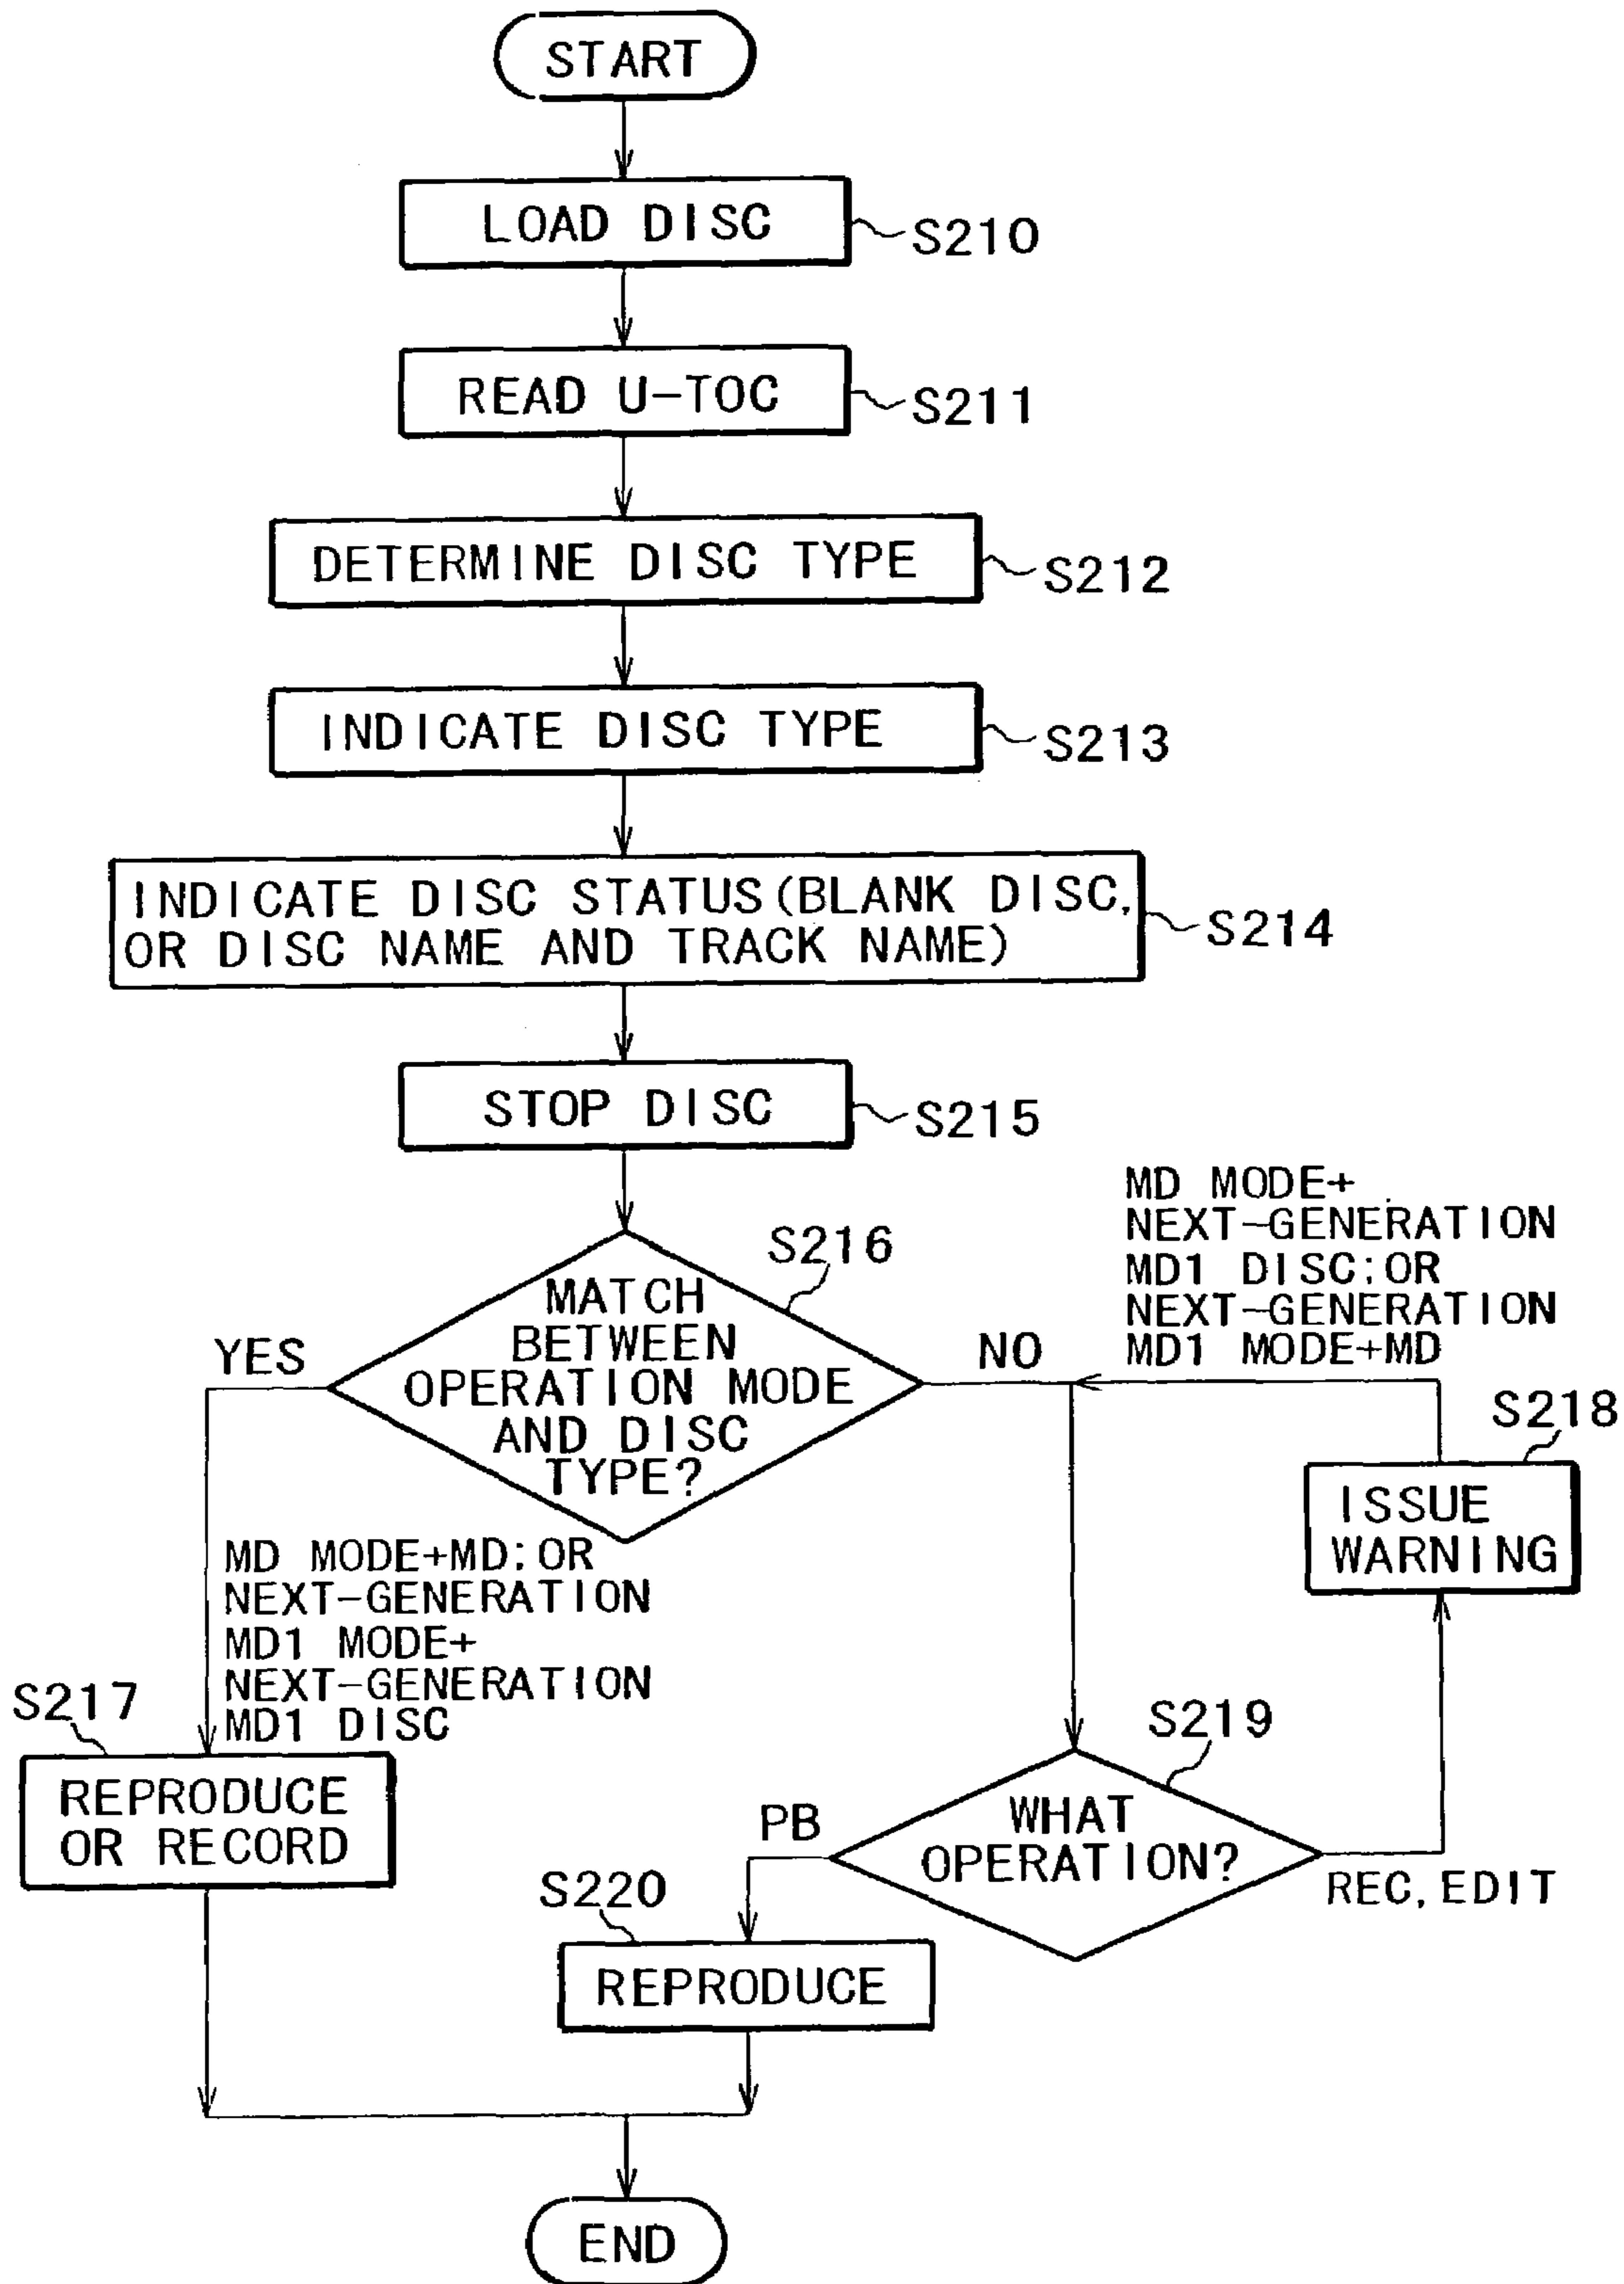 START
LOAD DISC
S210
READ U-TOC
S211
DETERMINE DISC TYPE
S212
INDICATE DISC TYPE
S213
INDICATE DISC STATUS(BLANK DISC,
OR DISC NAME AND TRACK NAME)
S214
STOP DISC
S215
S216
MATCH
BETWEEN
OPERATION MODE
AND DISC
TYPE?
YES
NO
MD MODE+
NEXT-GENERATION
MD1 DISC;OR
NEXT-GENERATION
MD1 MODE+MD
S218
ISSUE
WARNING
MD MODE+MD;OR
NEXT-GENERATION
MD1 MODE+
NEXT-GENERATION
MD1 DISC
S217
REPRODUCE
OR RECORD
S219
WHAT
OPERATION?
PB
REC,EDIT
S220
REPRODUCE
END